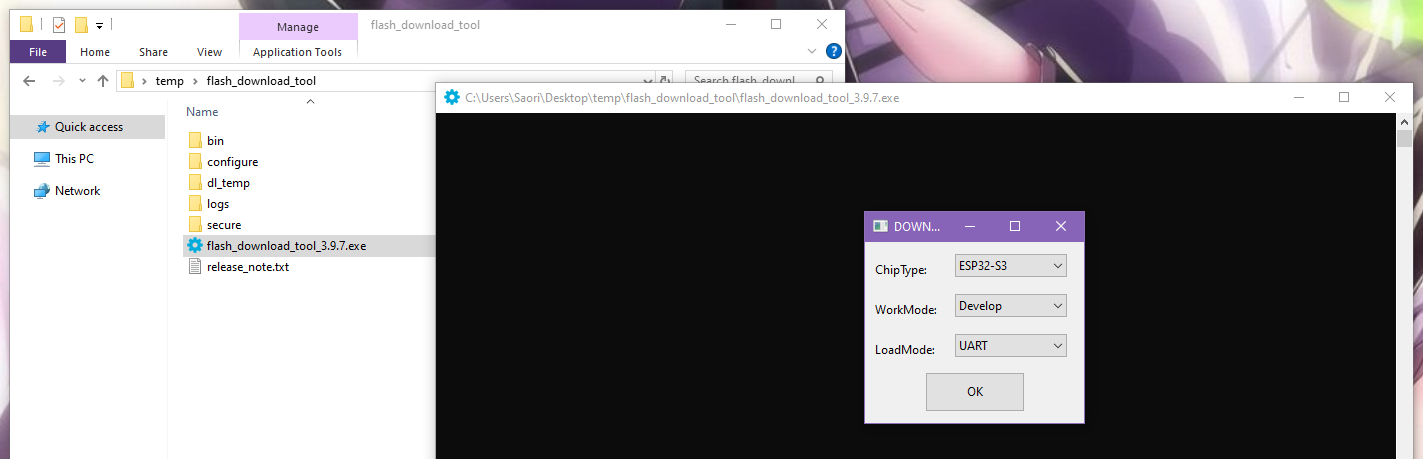 Manage
flash_download_tool
File
Home
Share
View
Application Tools
temp
flash_download_tool
Name
Quick access
This PC
Network
bin
configure
dl_temp
logs
secure
flash_download_tool_3.9.7.exe
release_note.txt
C:\Users\Saori\Desktop\temp\flash_download_tool\flash_download_tool_3.9.7.exe
DOWN...
ChipType:
ESP32-S3
WorkMode:
Develop
LoadMode:
UART
OK